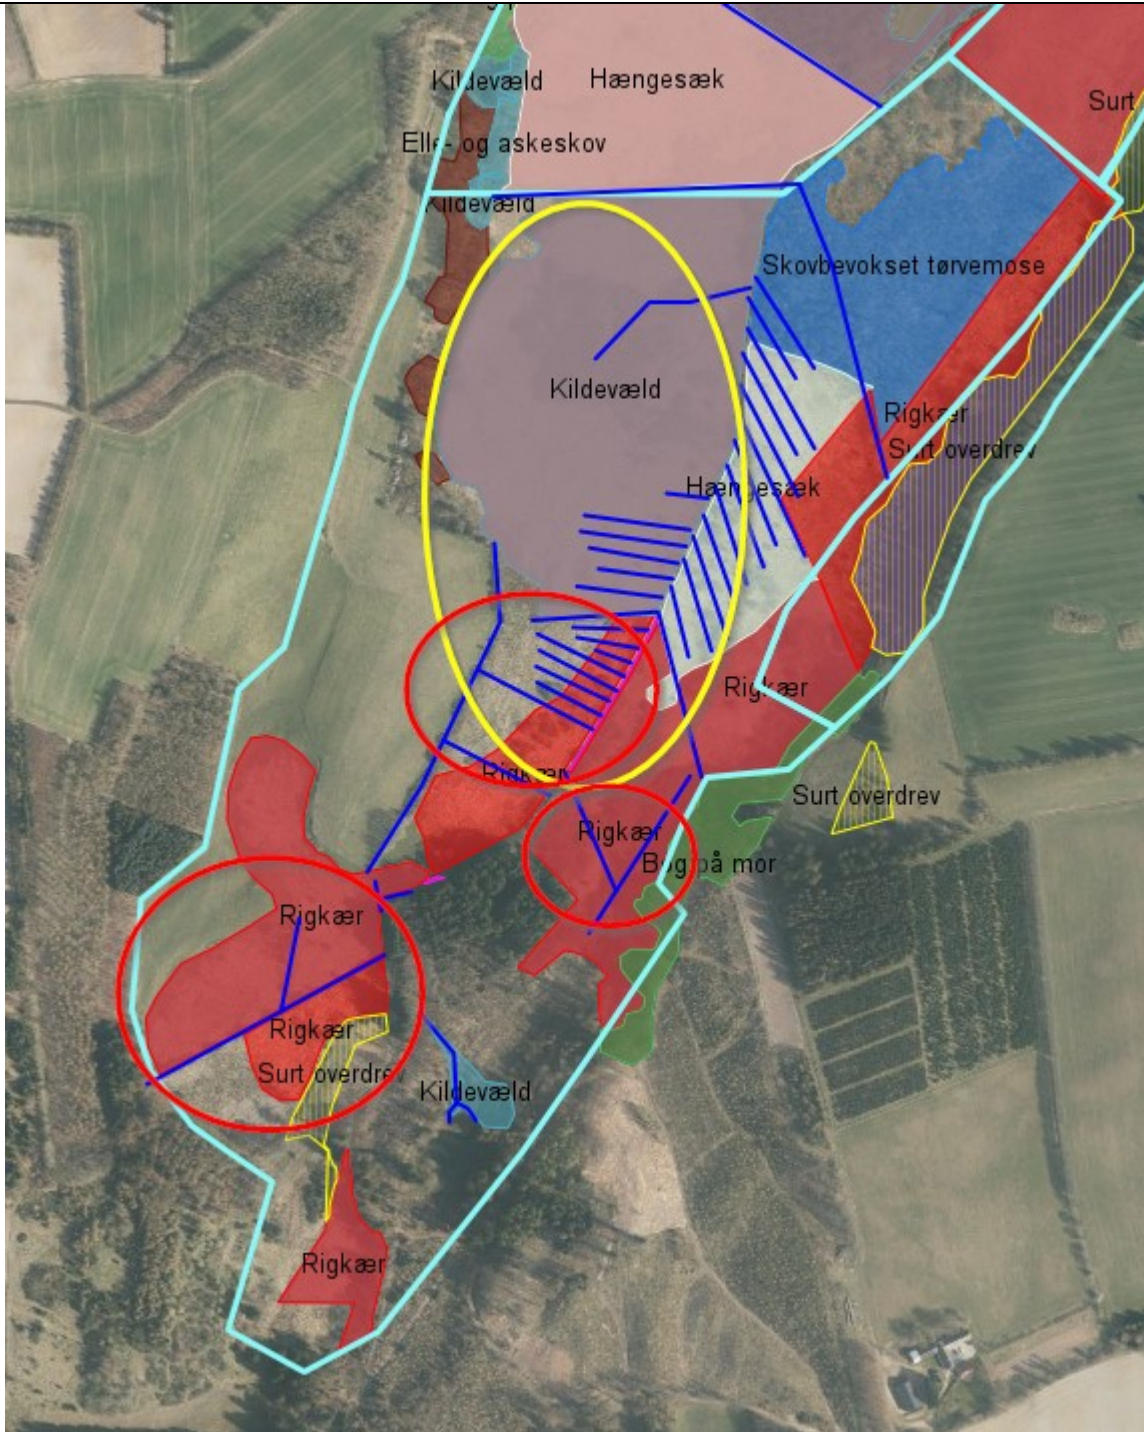 Kildevæld
Hængesæk
Surt
Elle- og askeskov
Kildevæld
Skovbevokset tørvemose
Kildevæld
Rigkær
Surt overdrev
Hængesæk
Rigkær
Rigkær
Surt overdrev
Rigkær
Bøg på mor
Rigkær
Rigkær
Surt overdrev
Kildevæld
Rigkær